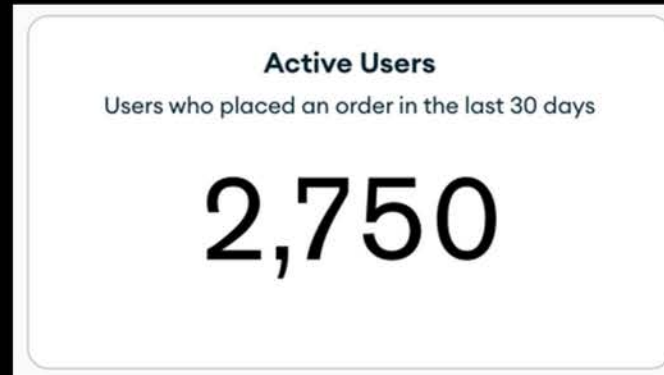 Active Users
Users who placed an order in the last 30 days
2,750